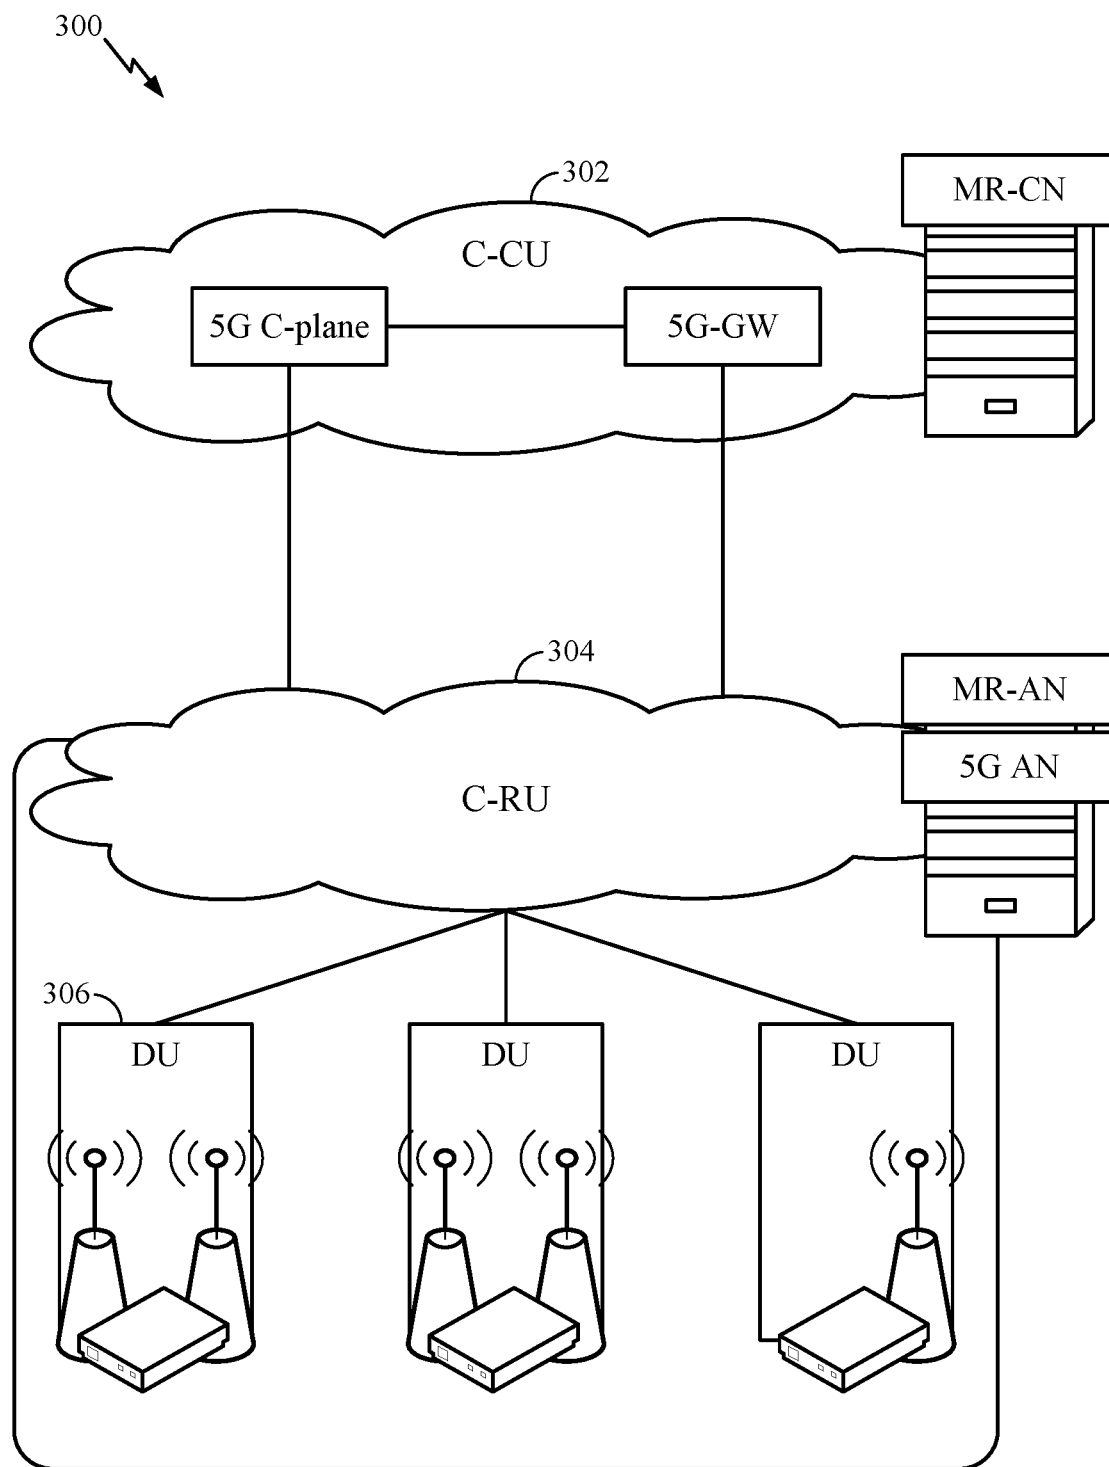 300
302
MR-CN
C-CU
5G C-plane
5G-GW
304
MR-AN
5G AN
C-RU
306
DU
DU
DU